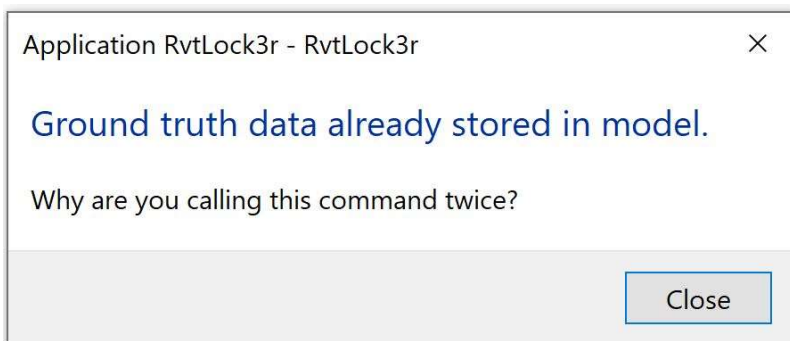 Application RvtLock3r - RvtLock3r
Ground truth data already stored in model.
Why are you calling this command twice?
Close